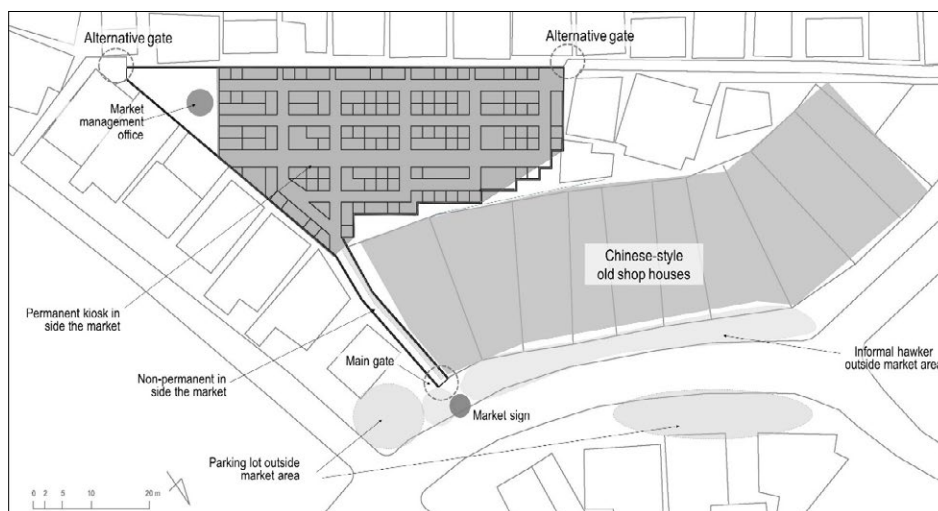 Alternative gate
Alternative gate
Market
management
office
Chinese-style
old shop houses
Permanent kiosk in
side the market
Non-permanent in
side the market
Main gate
Informal hawker
outside market area
Market sign
Parking lot outside
market area
0 2 5 10 20 m